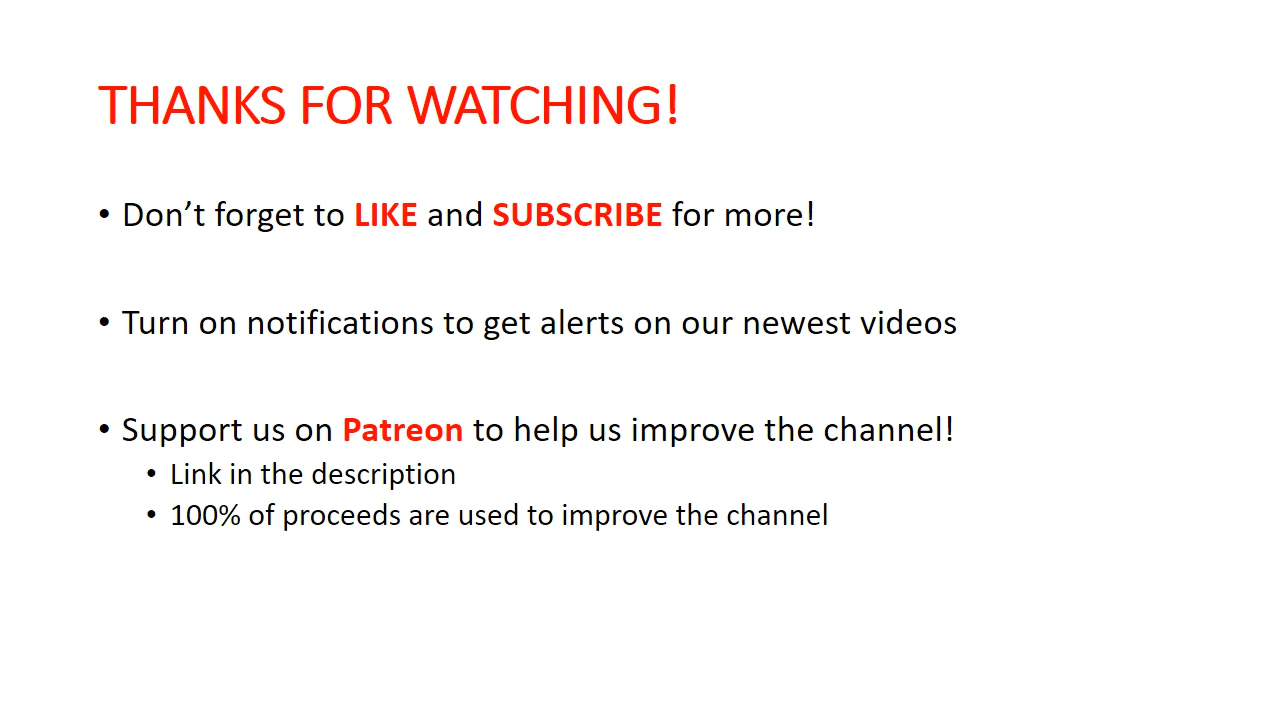 THANKS FOR WATCHING!
• Don’t forget to LIKE and SUBSCRIBE for more!
• Turn on notifications to get alerts on our newest videos
• Support us on Patreon to help us improve the channel!
• Link in the description
• 100% of proceeds are used to improve the channel